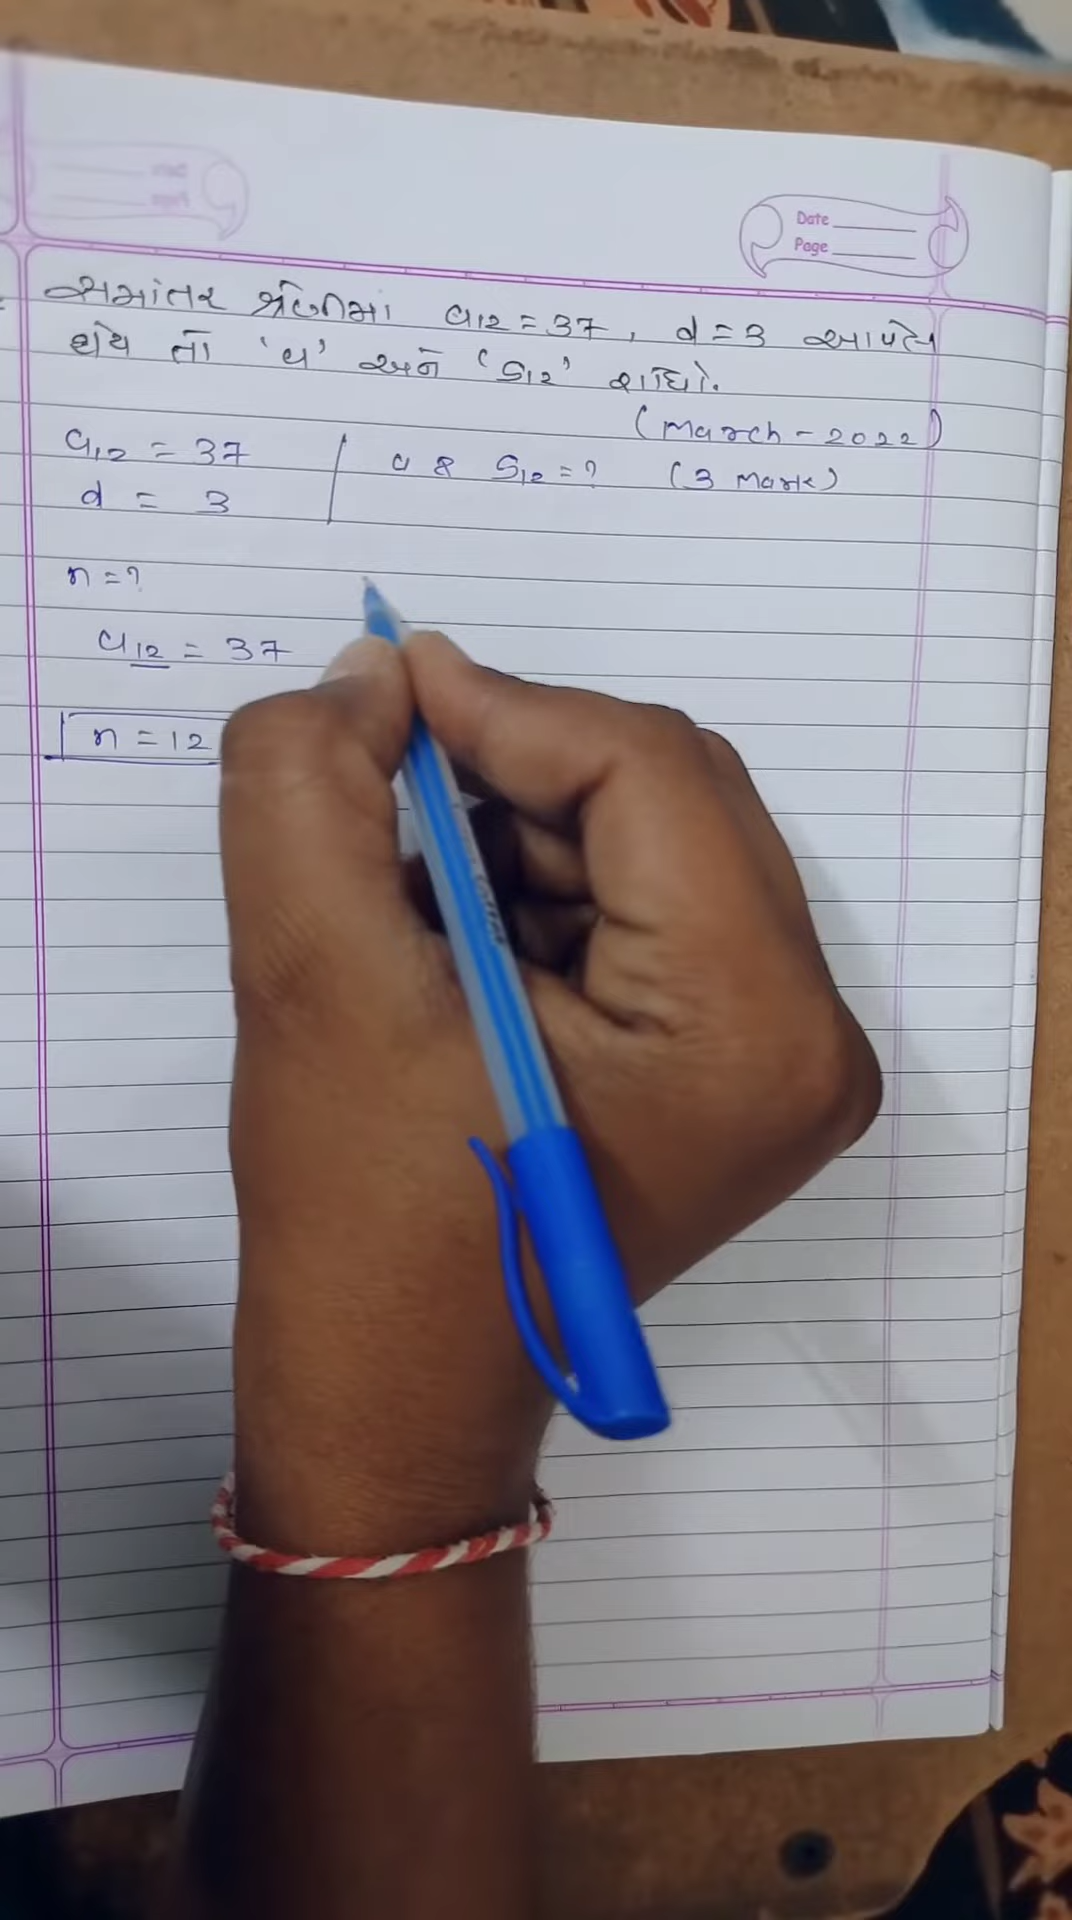 Date
Page
સમાંતર શ્રેણીમાં a12 = 37, d = 3 આપેલ
હોય તો 'a' અને 'S12' શોધો.
(March - 2022)
a12 = 37
a & S12 = ? (3 Mark)
d = 3
n = ?
a12 = 37
n = 12